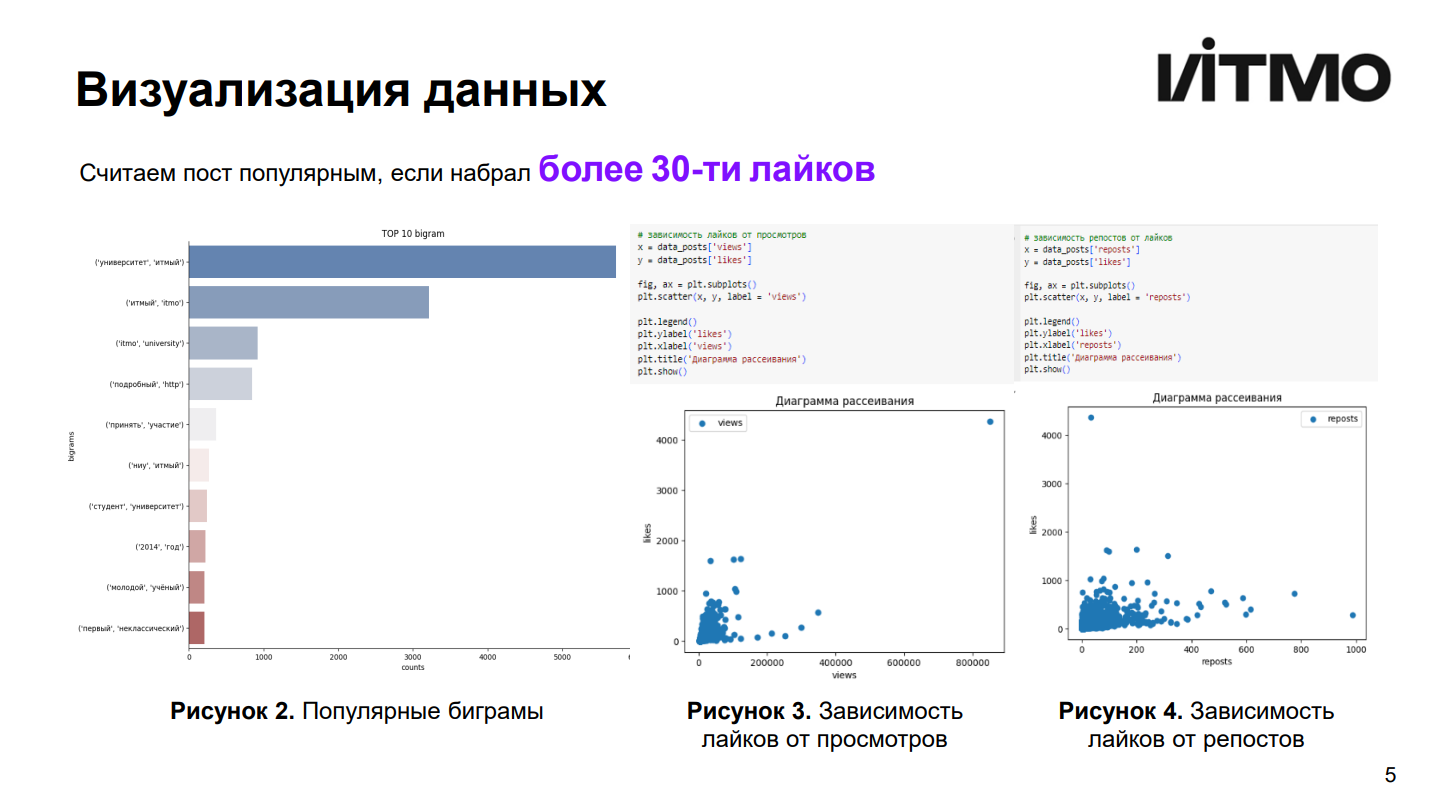 Визуализация данных
ИTMO
Считаем пост популярным, если набрал более 30-ти лайков
TOP 10 bigram
bigrams
('университет', 'итмый')
('итмый', 'itmo')
('itmo', 'university')
('подробный', 'http')
('принять', 'участие')
('ниу', 'итмый')
('студент', 'университет')
('2014', 'год')
('молодой', 'учёный')
('первый', 'неклассический')
0 1000 2000 3000 4000 5000
counts
Рисунок 2. Популярные биграмы
# зависимость лайков от просмотров
x = data_posts['views']
y = data_posts['likes']
fig, ax = plt.subplots()
plt.scatter(x, y, label = 'views')
plt.legend()
plt.ylabel('likes')
plt.xlabel('views')
plt.title('Диаграмма рассеивания')
plt.show()
Диаграмма рассеивания
views
likes
4000
3000
2000
1000
0
0 200000 400000 600000 800000
views
Рисунок 3. Зависимость
лайков от просмотров
# зависимость репостов от лайков
x = data_posts['reposts']
y = data_posts['likes']
fig, ax = plt.subplots()
plt.scatter(x, y, label = 'reposts')
plt.legend()
plt.ylabel('likes')
plt.xlabel('reposts')
plt.title('Диаграмма рассеивания')
plt.show()
Диаграмма рассеивания
reposts
likes
4000
3000
2000
1000
0
0 200 400 600 800 1000
reposts
Рисунок 4. Зависимость
лайков от репостов
5